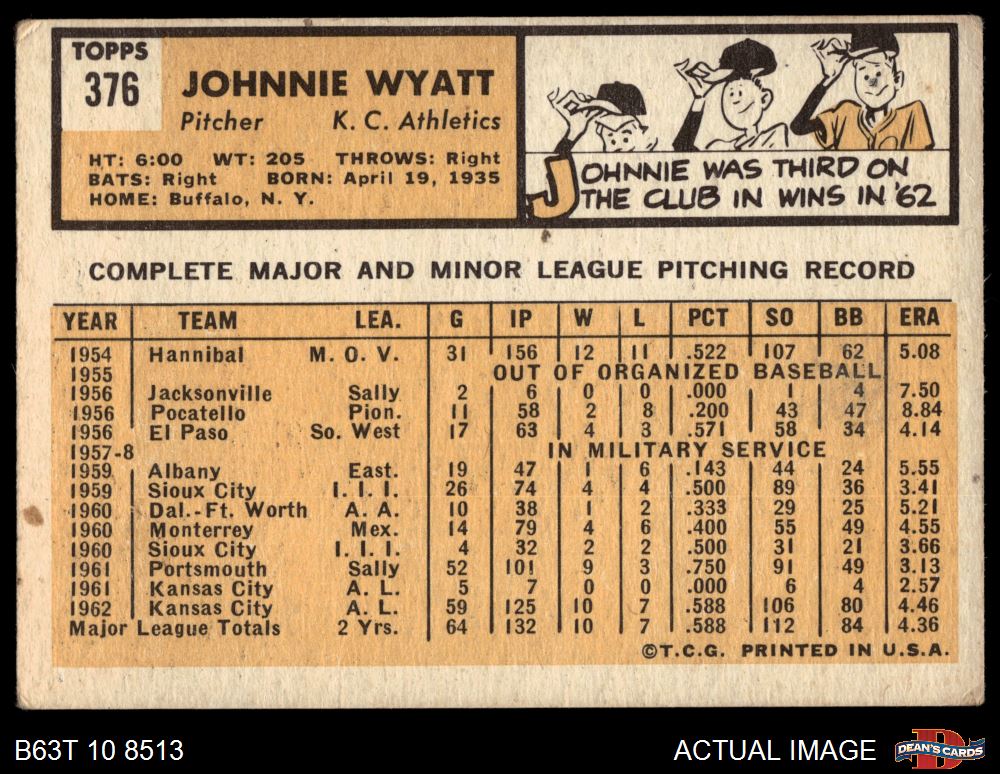 TOPPS
376
JOHNNIE WYATT
Pitcher K. C. Athletics
HT: 6:00 WT: 205 THROWS: Right
BATS: Right BORN: April 19, 1935
HOME: Buffalo, N. Y.
JOHNNIE WAS THIRD ON
THE CLUB IN WINS IN '62
COMPLETE MAJOR AND MINOR LEAGUE PITCHING RECORD
YEAR TEAM LEA. G IP W L PCT SO BB ERA
1954 Hannibal M. O. V. 31 156 12 11 .522 107 62 5.08
1955 OUT OF ORGANIZED BASEBALL
1956 Jacksonville Sally 2 6 0 0 .000 1 4 7.50
1956 Pocatello Pion. 11 58 2 8 .200 43 47 8.84
1956 El Paso So. West 17 63 4 3 .571 58 34 4.14
1957-8 IN MILITARY SERVICE
1959 Albany East. 19 47 1 6 .143 44 24 5.55
1959 Sioux City I. I. I. 26 74 4 4 .500 89 36 3.41
1960 Dal.-Ft. Worth A. A. 10 38 1 2 .333 29 25 5.21
1960 Monterrey Mex. 14 79 4 6 .400 55 49 4.55
1960 Sioux City I. I. I. 4 32 2 2 .500 31 21 3.66
1961 Portsmouth Sally 52 101 9 3 .750 91 49 3.13
1961 Kansas City A. L. 5 7 0 0 .000 6 4 2.57
1962 Kansas City A. L. 59 125 10 7 .588 106 80 4.46
Major League Totals 2 Yrs. 64 132 10 7 .588 112 84 4.36
©T.C.G. PRINTED IN U.S.A.
B63T 10 8513 ACTUAL IMAGE DEAN'S CARDS